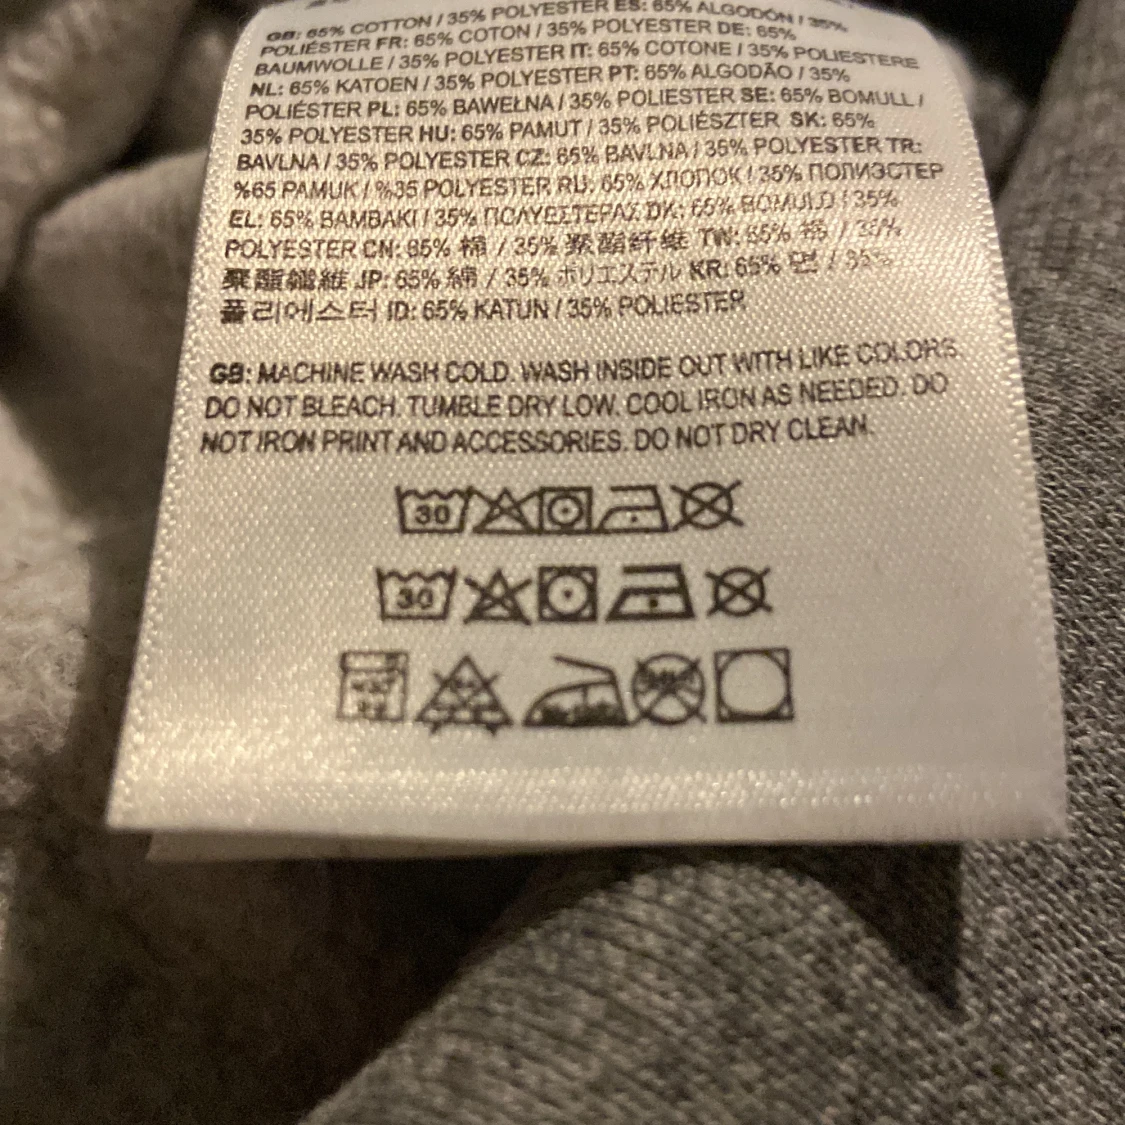 GB: 65% COTTON / 35% POLYESTER ES: 65% ALGODÓN / 35%
POLIÉSTER FR: 65% COTON / 35% POLYESTER DE: 65%
BAUMWOLLE / 35% POLYESTER IT: 65% COTONE / 35% POLIESTERE
NL: 65% KATOEN / 35% POLYESTER PT: 65% ALGODÃO / 35%
POLIÉSTER PL: 65% BAWEŁNA / 35% POLIESTER SE: 65% BOMULL /
35% POLYESTER HU: 65% PAMUT / 35% POLIÉSZTER SK: 65%
BAVLNA / 35% POLYESTER CZ: 65% BAVLNA / 35% POLYESTER TR:
%65 PAMUK / %35 POLYESTER RU: 65% ХЛОПОК / 35% ПОЛИЭСТЕР
EL: 65% ΒΑΜΒΑΚΙ / 35% ΠΟΛΥΕΣΤΕΡΑΣ DK: 65% BOMULD / 35%
POLYESTER CN: 65% 棉 / 35% 聚酯纤维 TW: 65% 棉 / 35%
聚酯纖維 JP: 65% 綿 / 35% ポリエステル KR: 65% 면 / 35%
폴리에스터 ID: 65% KATUN / 35% POLIESTER
GB: MACHINE WASH COLD. WASH INSIDE OUT WITH LIKE COLORS.
DO NOT BLEACH. TUMBLE DRY LOW. COOL IRON AS NEEDED. DO
NOT IRON PRINT AND ACCESSORIES. DO NOT DRY CLEAN.
30
30